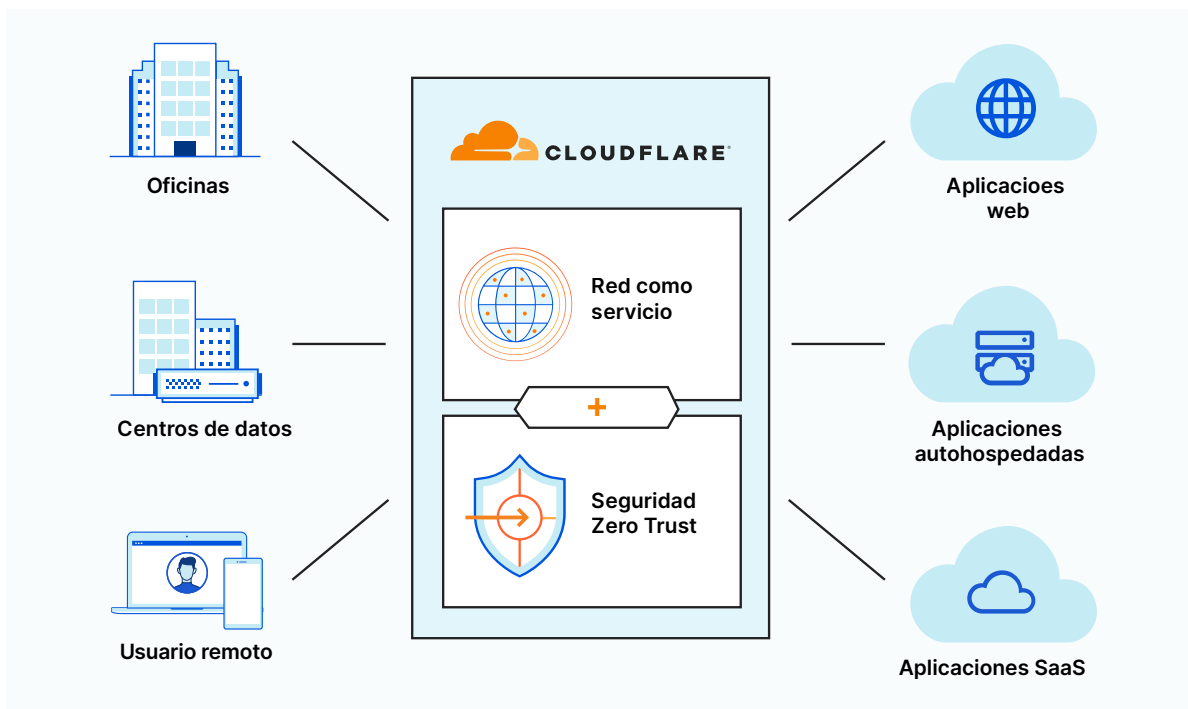 CLOUDFLARE
Oficinas
Aplicacioes
web
Red como
servicio
+
Centros de datos
Aplicaciones
autohospedadas
Seguridad
Zero Trust
Usuario remoto
Aplicaciones SaaS